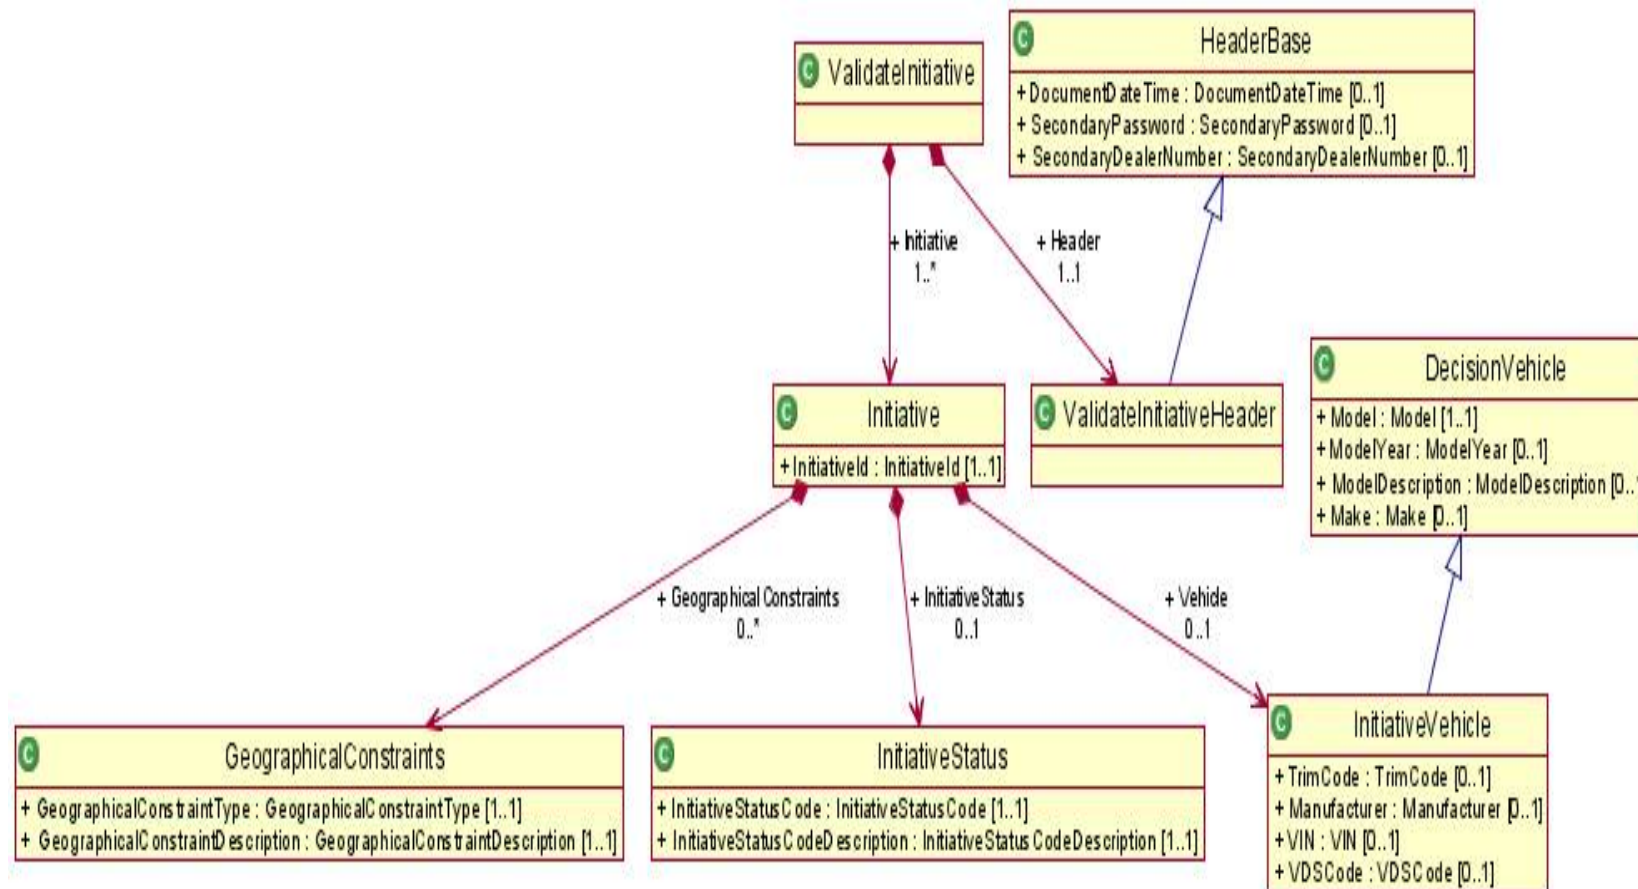 ValidateInitiative
HeaderBase
+ DocumentDateTime : DocumentDateTime [0..1]
+ SecondaryPassword : SecondaryPassword [0..1]
+ SecondaryDealerNumber : SecondaryDealerNumber [0..1]
+ Initiative
1..*
+ Header
1..1
Initiative
+ InitiativeId : InitiativeId [1..1]
ValidateInitiativeHeader
DecisionVehicle
+ Model : Model [1..1]
+ ModelYear : ModelYear [0..1]
+ ModelDescription : ModelDescription [0..1
+ Make : Make [0..1]
+ GeographicalConstraints
0..*
+ InitiativeStatus
0..1
+ Vehicle
0..1
GeographicalConstraints
+ GeographicalConstraintType : GeographicalConstraintType [1..1]
+ GeographicalConstraintDescription : GeographicalConstraintDescription [1..1]
InitiativeStatus
+ InitiativeStatusCode : InitiativeStatusCode [1..1]
+ InitiativeStatusCodeDescription : InitiativeStatusCodeDescription [1..1]
InitiativeVehicle
+ TrimCode : TrimCode [0..1]
+ Manufacturer : Manufacturer [0..1]
+ VIN : VIN [0..1]
+ VDSCode : VDSCode [0..1]